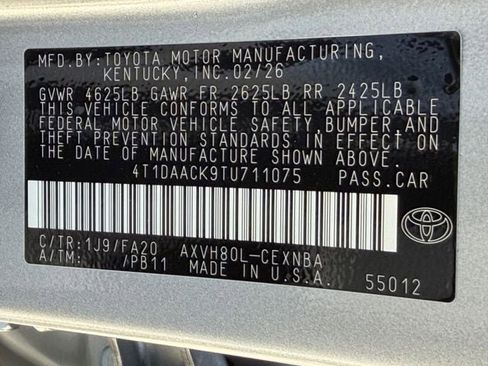 MFD.BY:TOYOTA MOTOR MANUFACTURING,
KENTUCKY,INC.02/26
GVWR 4625LB GAWR FR 2625LB RR 2425LB
THIS VEHICLE CONFORMS TO ALL APPLICABLE
FEDERAL MOTOR VEHICLE SAFETY,BUMPER,AND
THEFT PREVENTION STANDARDS IN EFFECT ON
THE DATE OF MANUFACTURE SHOWN ABOVE.
4T1DAACK9TU711075 PASS.CAR
C/TR:1J9/FA20 AXVH80L-CEXNBA
A/TM: /PB11 MADE IN U.S.A. 55012